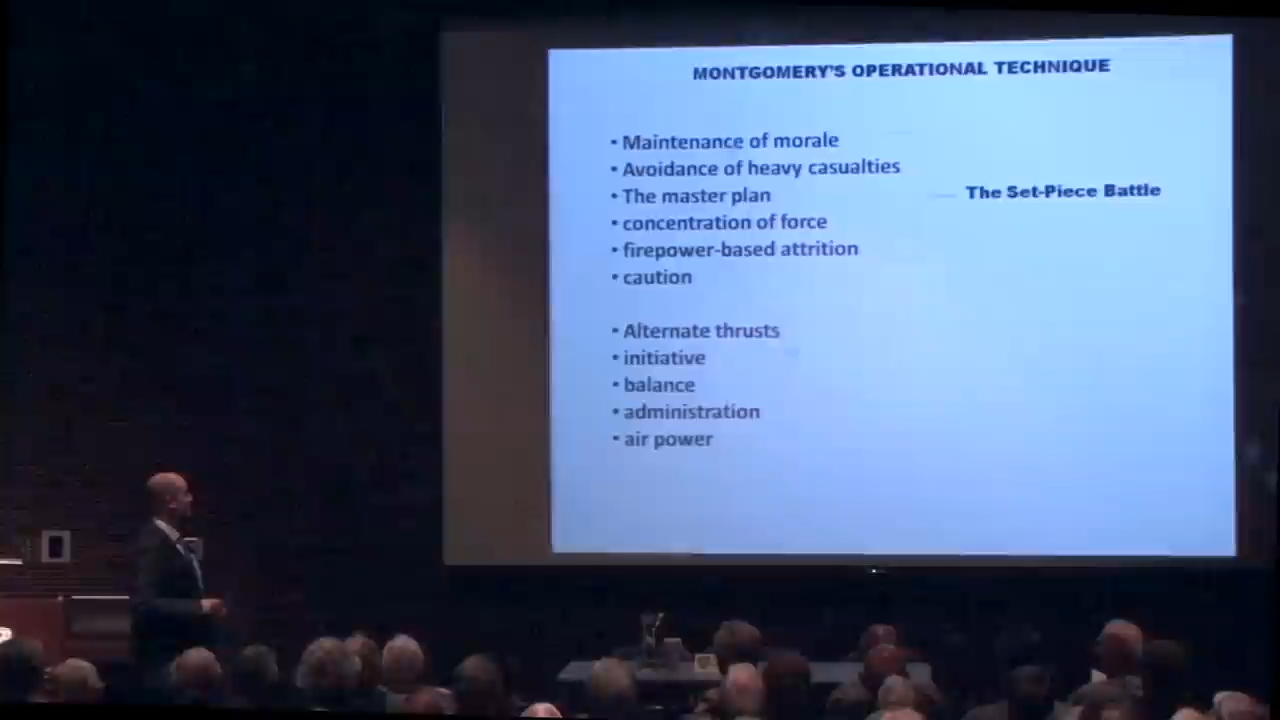 MONTGOMERY'S OPERATIONAL TECHNIQUE
• Maintenance of morale
• Avoidance of heavy casualties
• The master plan
The Set-Piece Battle
• concentration of force
• firepower-based attrition
• caution
• Alternate thrusts
• initiative
• balance
• administration
• air power